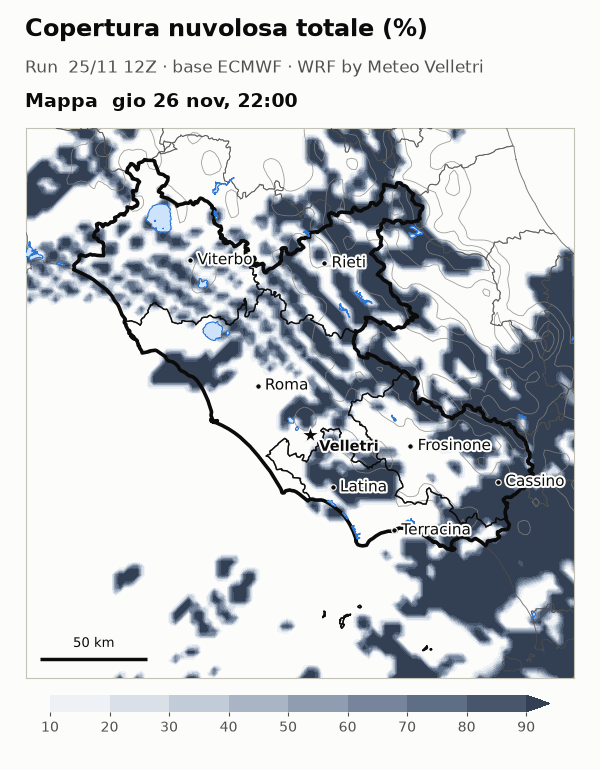 Copertura nuvolosa totale (%)
Run 25/11 12Z · base ECMWF · WRF by Meteo Velletri
Mappa gio 26 nov, 22:00
Viterbo
Rieti
Roma
Velletri
Frosinone
Latina
Cassino
Terracina
50 km
10 20 30 40 50 60 70 80 90